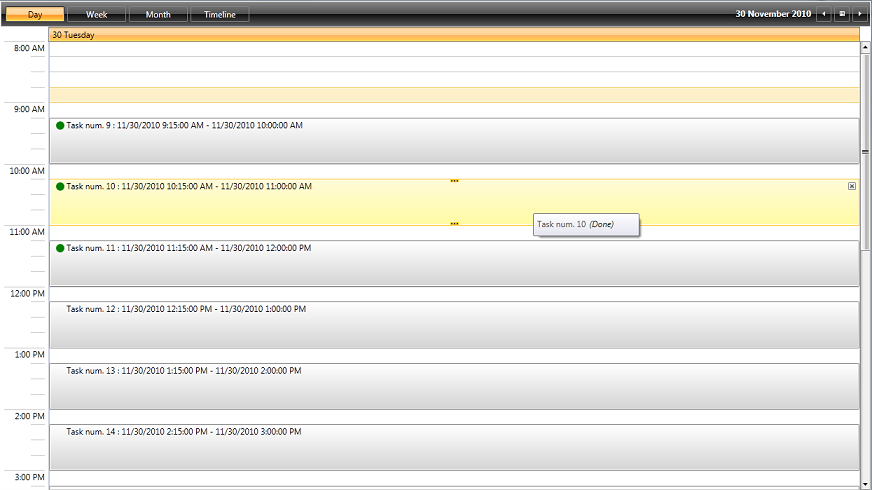 Day Week Month Timeline 30 November 2010
30 Tuesday
8:00 AM
9:00 AM
Task num. 9 : 11/30/2010 9:15:00 AM - 11/30/2010 10:00:00 AM
10:00 AM
Task num. 10 : 11/30/2010 10:15:00 AM - 11/30/2010 11:00:00 AM
Task num. 10 (Done)
11:00 AM
Task num. 11 : 11/30/2010 11:15:00 AM - 11/30/2010 12:00:00 PM
12:00 PM
Task num. 12 : 11/30/2010 12:15:00 PM - 11/30/2010 1:00:00 PM
1:00 PM
Task num. 13 : 11/30/2010 1:15:00 PM - 11/30/2010 2:00:00 PM
2:00 PM
Task num. 14 : 11/30/2010 2:15:00 PM - 11/30/2010 3:00:00 PM
3:00 PM